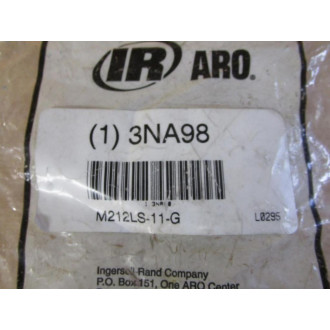 IR ARO®
(1) 3NA98
M212LS-11-G L0295
Ingersoll-Rand Company
P.O. Box 151, One ARO Center